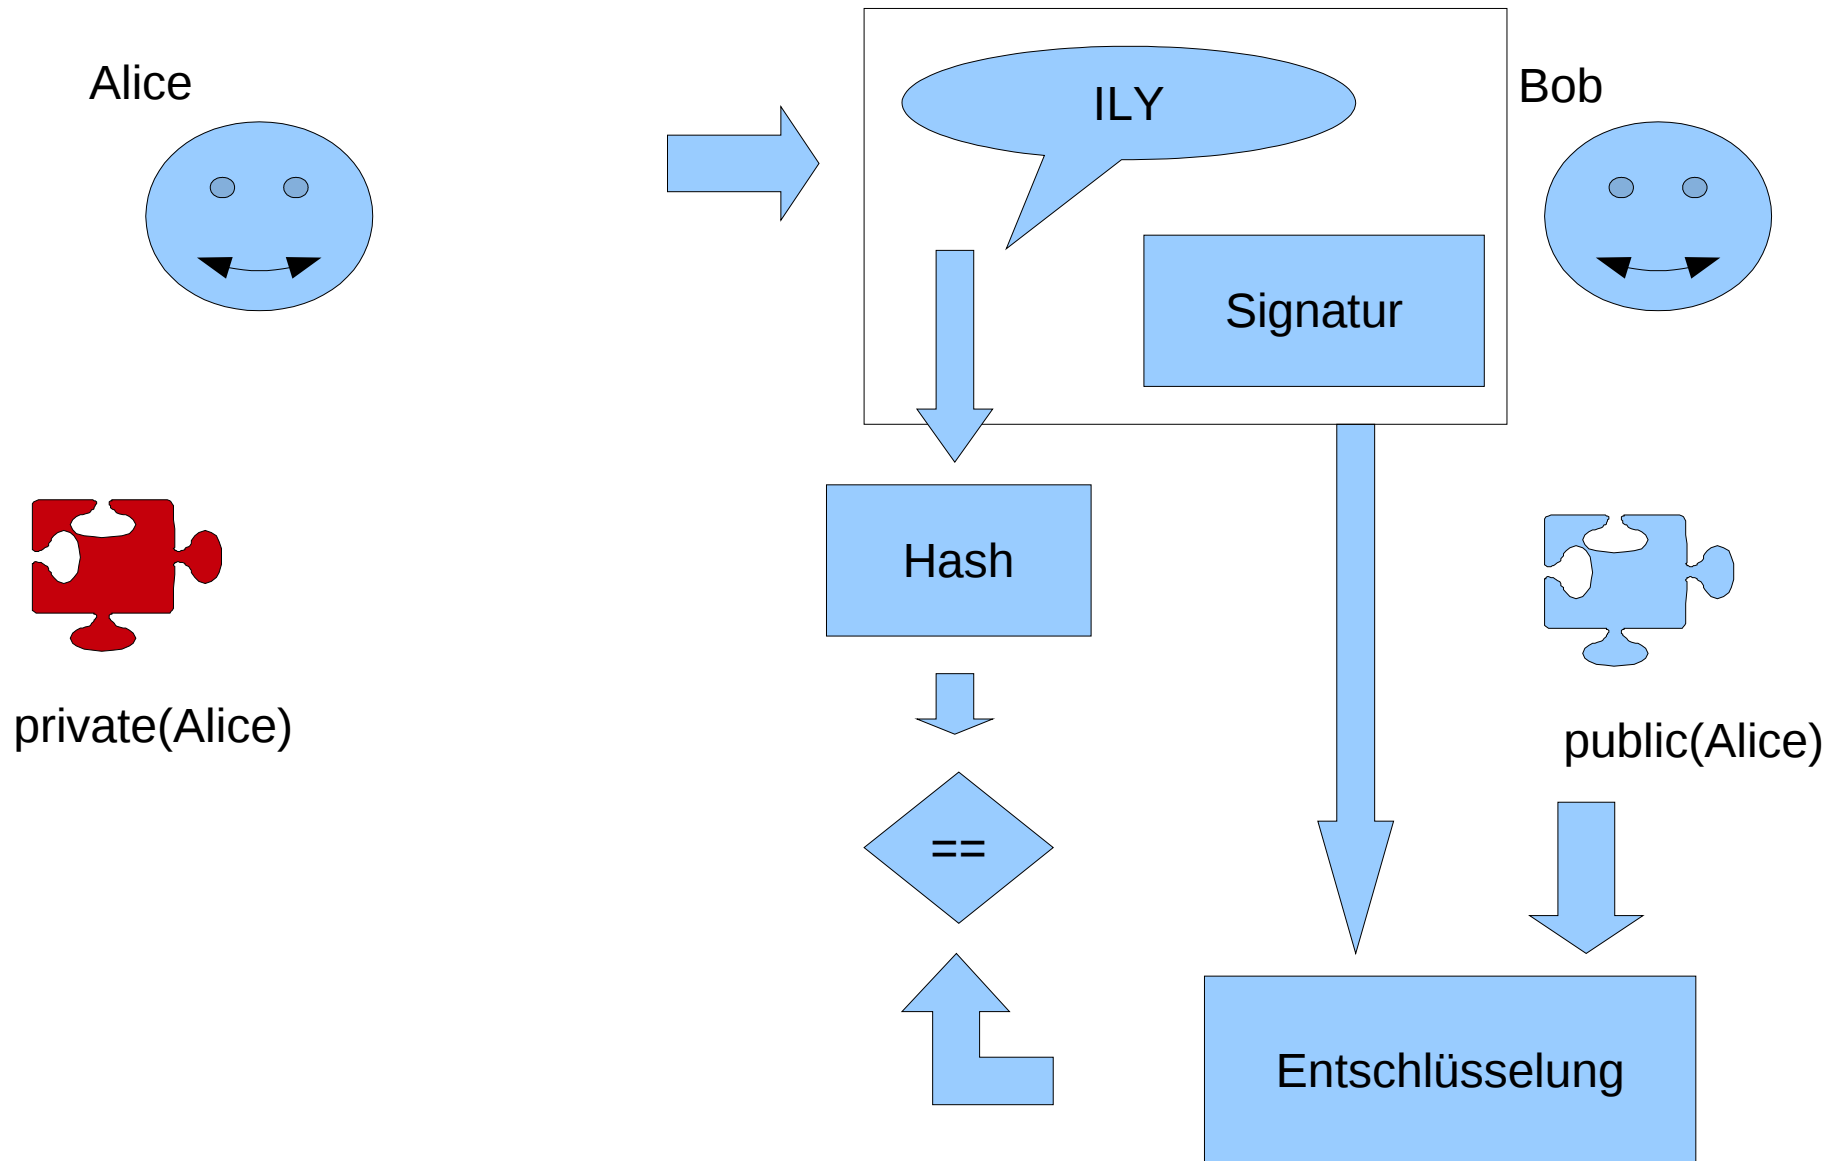 Alice
ILY
Bob
Signatur
Hash
private(Alice)
public(Alice)
==
Entschlüsselung